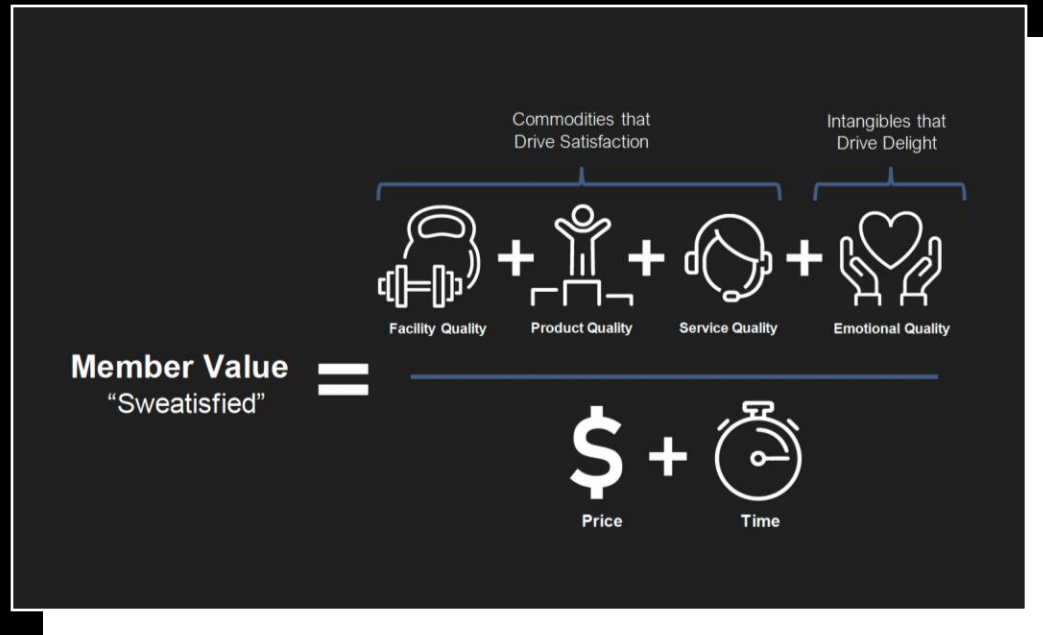 Commodities that
Drive Satisfaction
Intangibles that
Drive Delight
+
+
+
Facility Quality
Product Quality
Service Quality
Emotional Quality
Member Value
“Sweatisfied”
=
$
+
Price
Time